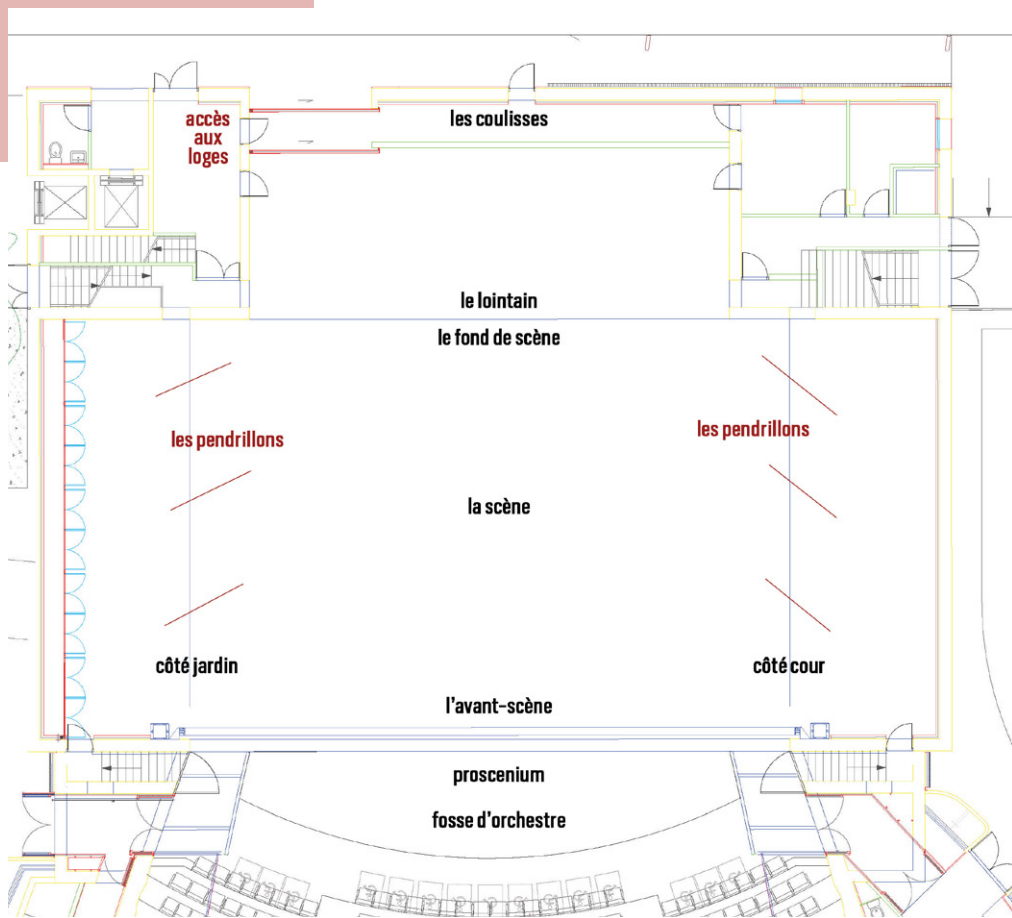 accès
aux
loges
les coulisses
le lointain
le fond de scène
les pendrillons
les pendrillons
la scène
côté jardin
côté cour
l'avant-scène
proscenium
fosse d'orchestre